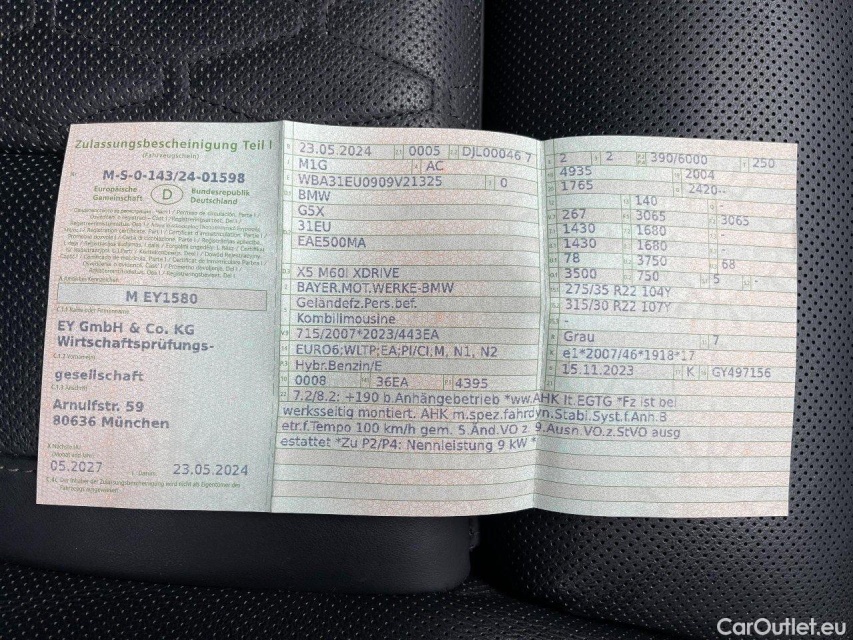 Zulassungsbescheinigung Teil I
(Fahrzeugschein)
M-S-0-143/24-01598
Europäische Gemeinschaft
D
Bundesrepublik Deutschland
M EY1580
EY GmbH & Co. KG
Wirtschaftsprüfungs-
gesellschaft
Arnulfstr. 59
80636 München
05.2027
23.05.2024
23.05.2024 0005 DJL00046 7
M1G AC
WBA31EU0909V21325 0
BMW
G5X
31EU
EAE500MA
X5 M60I XDRIVE
BAYER.MOT.WERKE-BMW
Geländefz.Pers.bef.
Kombilimousine
715/2007*2023/443EA
EURO6;WLTP;EA;PI/CI,M, N1, N2
Hybr.Benzin/E
0008 36EA 4395
7.2/8.2: +190 b.Anhängebetrieb *ww.AHK lt.EGTG *Fz ist bei
werksseitig montiert. AHK m.spez.fahrdyn.Stabl.Syst.f.Anh.B
etr.f.Tempo 100 km/h gem. 5.Änd.VO z. 9.Ausn.VO.z.StVO ausg
estattet *Zu P2/P4: Nennleistung 9 kW *
2 2 390/6000 250
4935 2004
1765 2420--
140 -
267 3065 3065
1430 1680 -
1430 1680 -
78 3750 68
3500 750 5 -
275/35 R22 104Y
315/30 R22 107Y
-
Grau 7
e1*2007/46*1918*17
15.11.2023 K GY497156
CarOutlet.eu